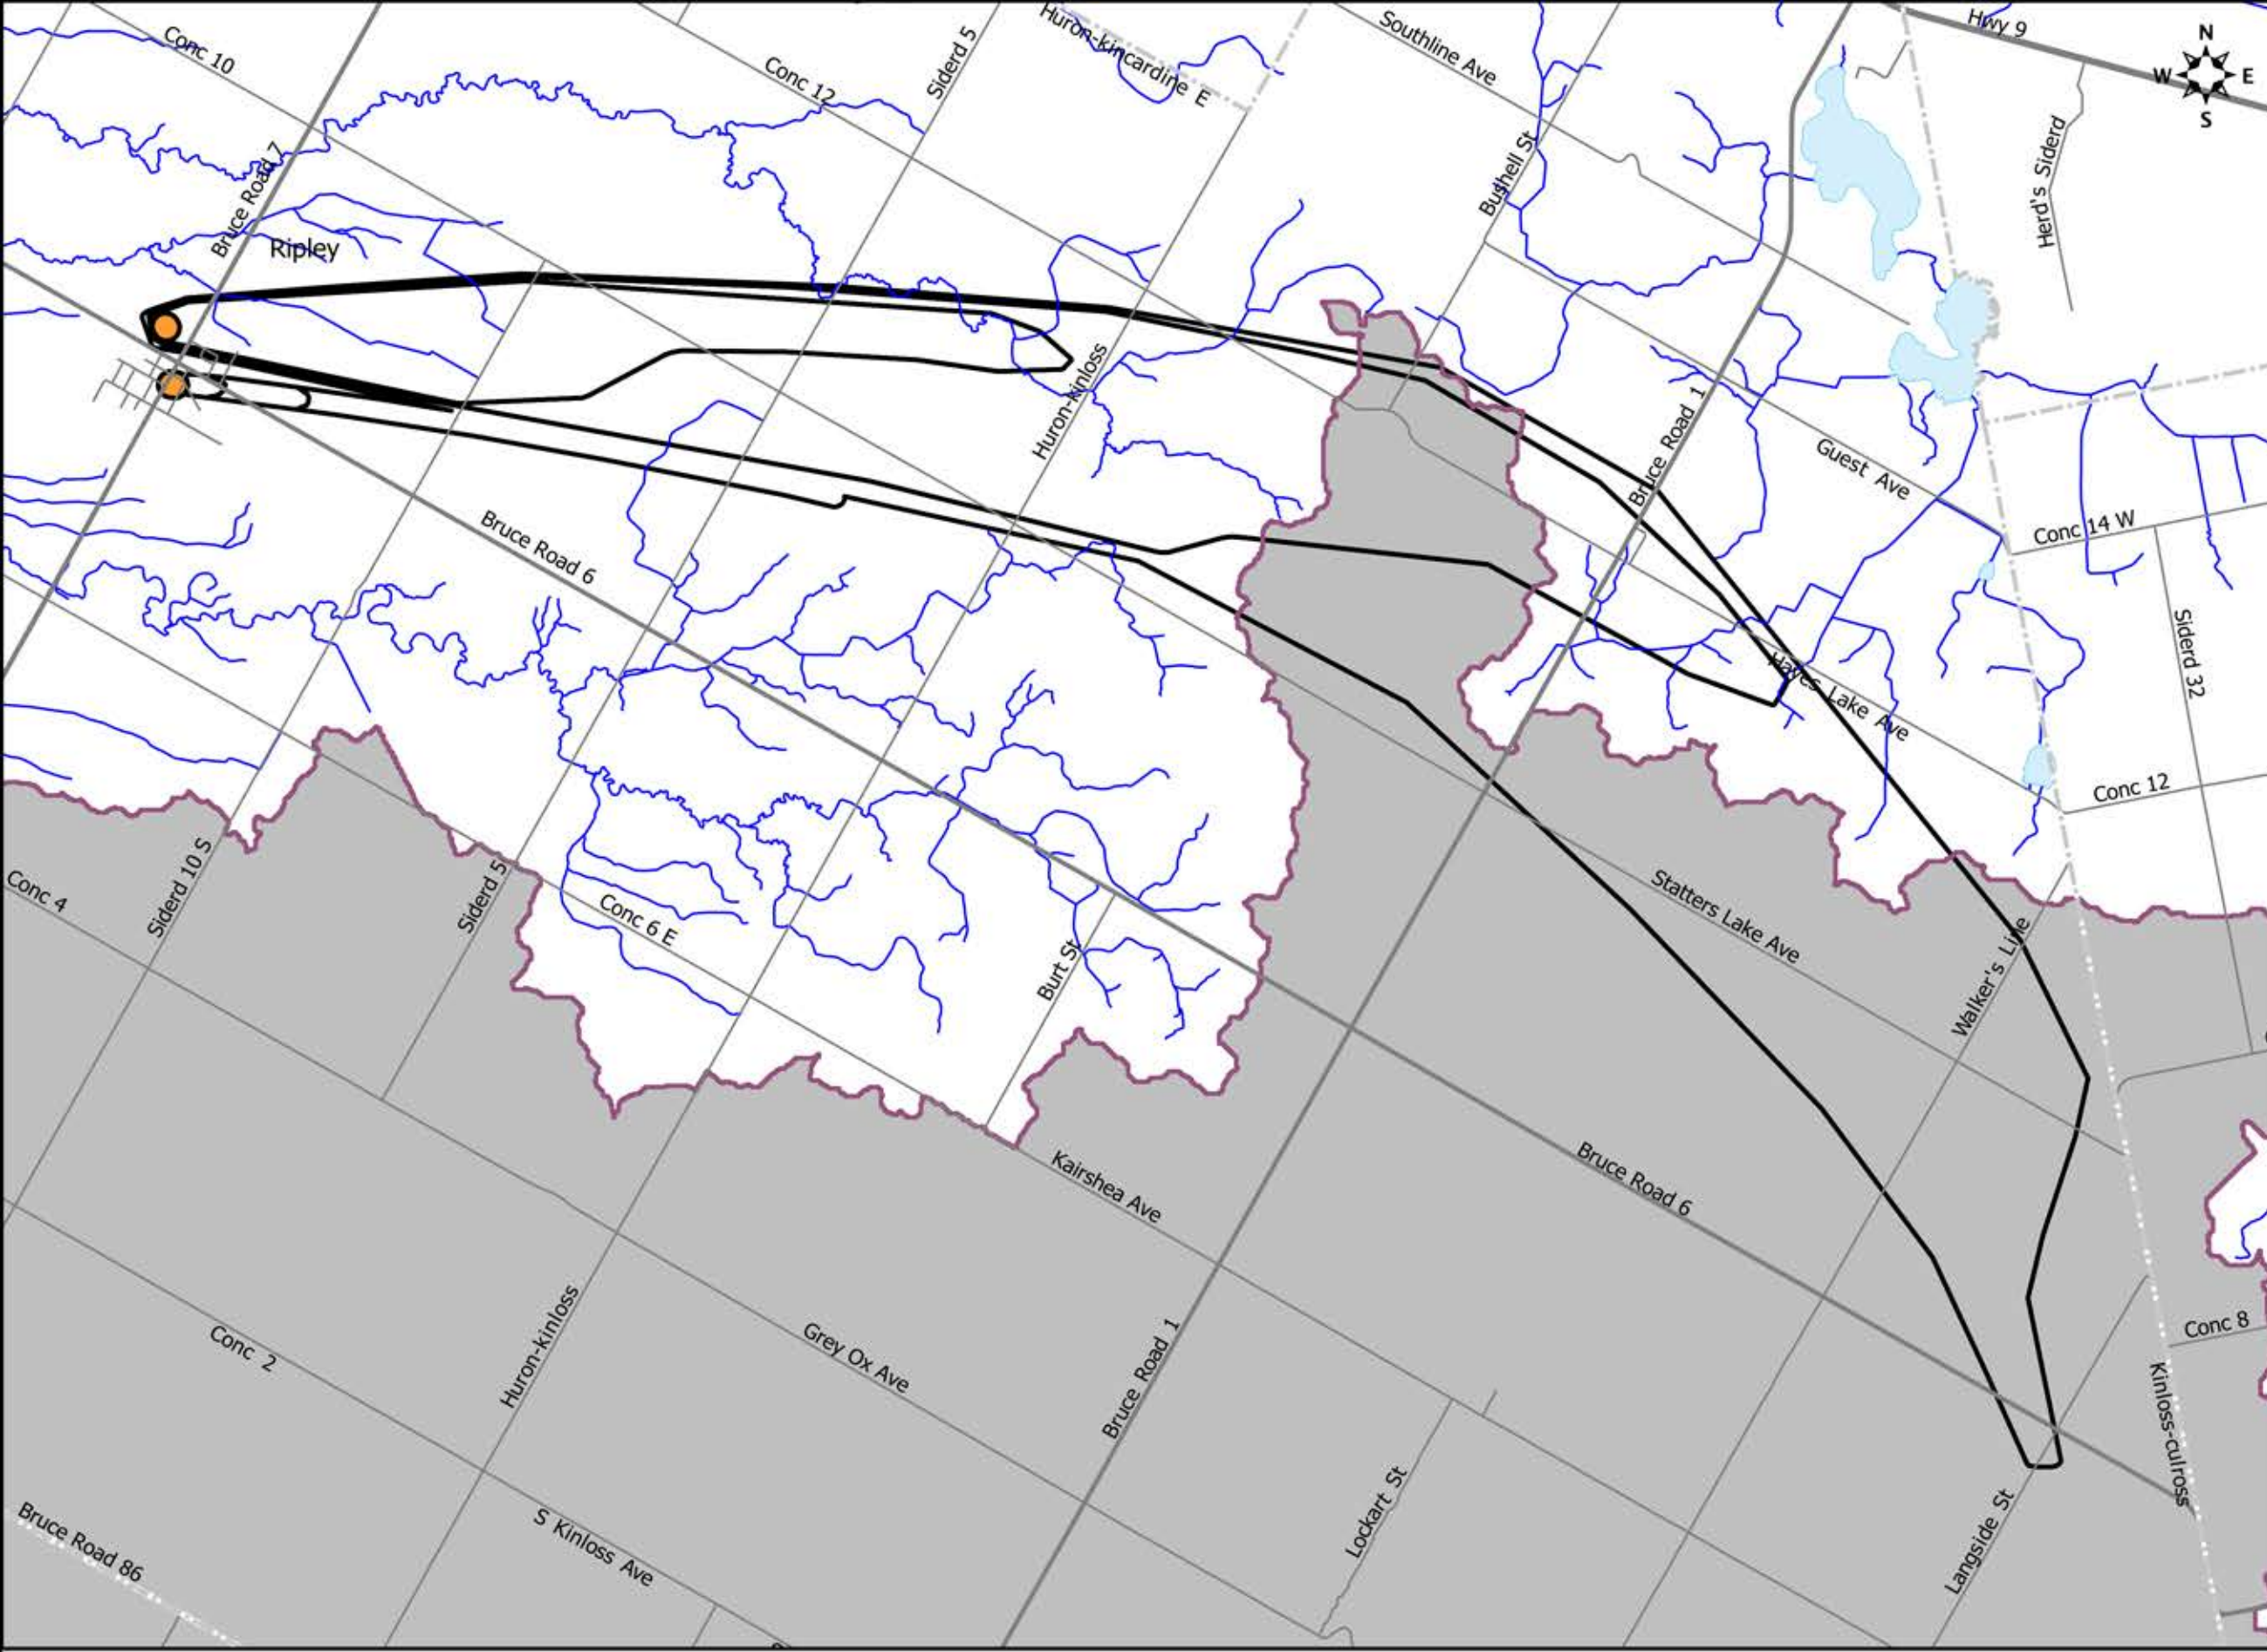 Hwy 9
N
Huron-kincardine E
Southline Ave
Conc 10
Siderd 5
Conc 12
W
E
S
Herd's Siderd
Bushell St
Bruce Road 7
Ripley
Huron-kinloss
Bruce Road 1
Guest Ave
Conc 14 W
Bruce Road 6
Siderd 32
Hayes Lake Ave
Conc 12
Siderd 10 S
Conc 4
Siderd 5
Conc 6 E
Statters Lake Ave
Burt St
Walker's Line
Kairshea Ave
Bruce Road 6
Huron-kinloss
Conc 2
Grey Ox Ave
Bruce Road 1
Conc 8
Kinloss-culross
Lockart St
Langside St
Bruce Road 86
S Kinloss Ave